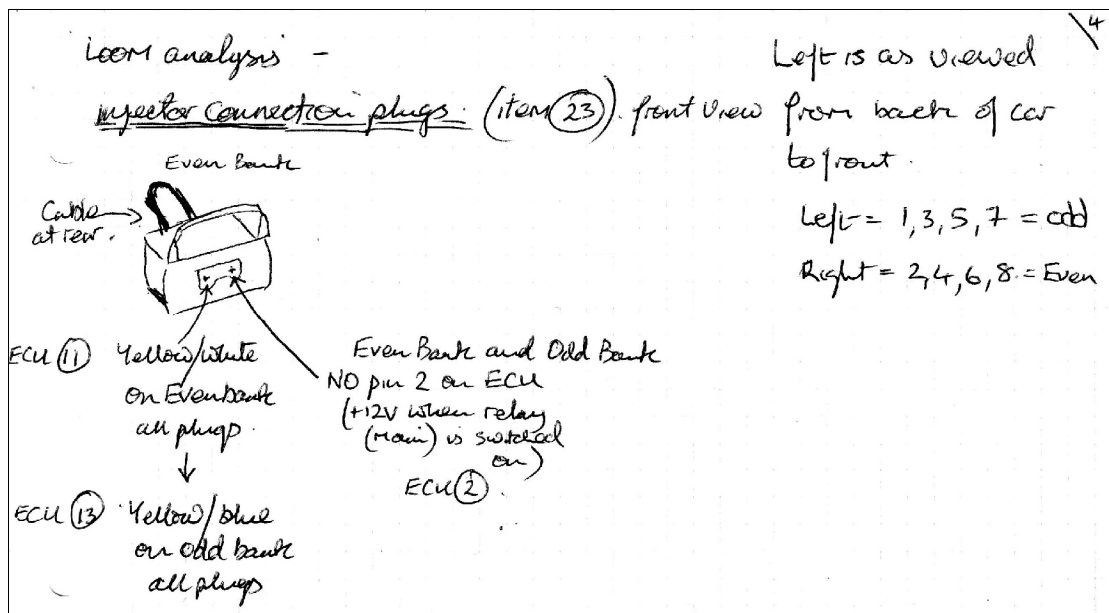 4
Loom analysis -
injector connection plugs. (item 23). front view
Left is as viewed
from back of car
to front.
Left = 1, 3, 5, 7 = odd
Right = 2, 4, 6, 8 = Even
Even Bank
Cable
at rear.
ECU 11 Yellow/white
on Even bank
all plugs.
ECU 13 Yellow/blue
on odd bank
all plugs
Even Bank and Odd Bank
NO pin 2 on ECU
(+12V when relay
(Main) is switched
on)
ECU 2.